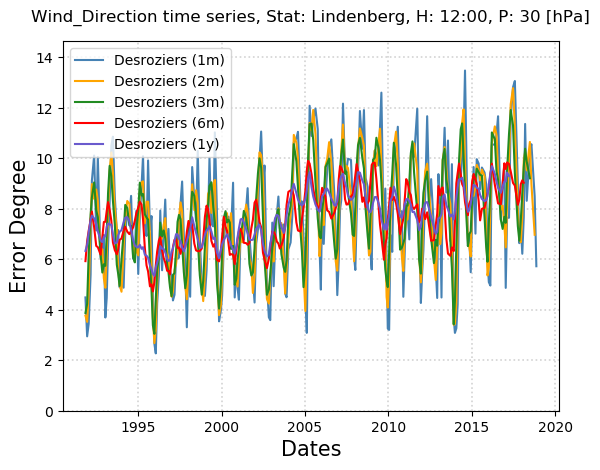 Wind_Direction time series, Stat: Lindenberg, H: 12:00, P: 30 [hPa]
14
12
10
8
6
4
2
0
Error Degree
Desroziers (1m)
Desroziers (2m)
Desroziers (3m)
Desroziers (6m)
Desroziers (1y)
1995 2000 2005 2010 2015 2020
Dates